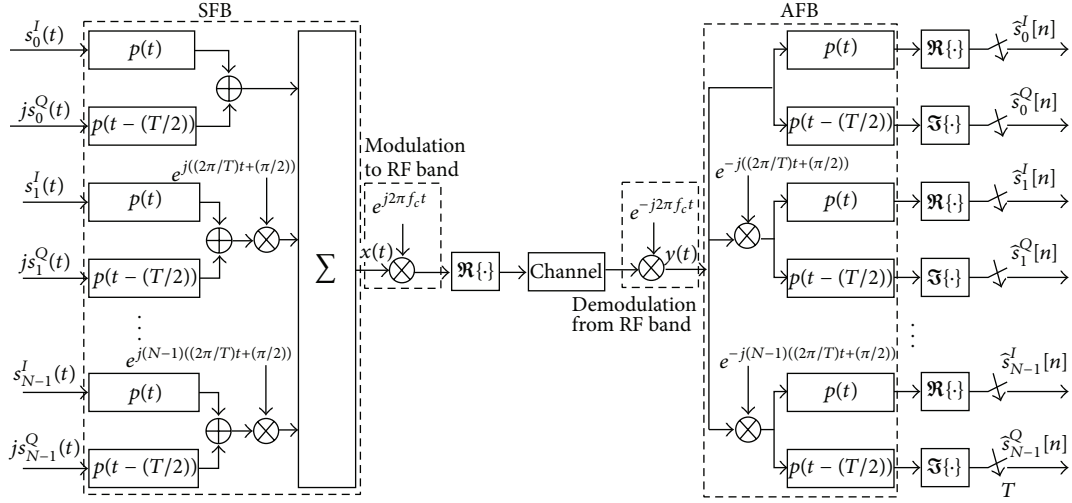 SFB
s_0^I(t)
p(t)
js_0^Q(t)
p(t − (T/2))
s_1^I(t)
p(t)
e^{j((2π/T)t+(π/2))}
js_1^Q(t)
p(t − (T/2))
⋮
e^{j(N−1)((2π/T)t+(π/2))}
s_{N−1}^I(t)
p(t)
js_{N−1}^Q(t)
p(t − (T/2))
∑
Modulation
to RF band
e^{j2πf_ct}
x(t)
ℜ{·}
Channel
e^{−j2πf_ct}
y(t)
Demodulation
from RF band
AFB
p(t)
ℜ{·}
ŝ_0^I[n]
p(t − (T/2))
ℑ{·}
ŝ_0^Q[n]
e^{−j((2π/T)t+(π/2))}
p(t)
ℜ{·}
ŝ_1^I[n]
p(t − (T/2))
ℑ{·}
ŝ_1^Q[n]
⋮
e^{−j(N−1)((2π/T)t+(π/2))}
p(t)
ℜ{·}
ŝ_{N−1}^I[n]
p(t − (T/2))
ℑ{·}
ŝ_{N−1}^Q[n]
T